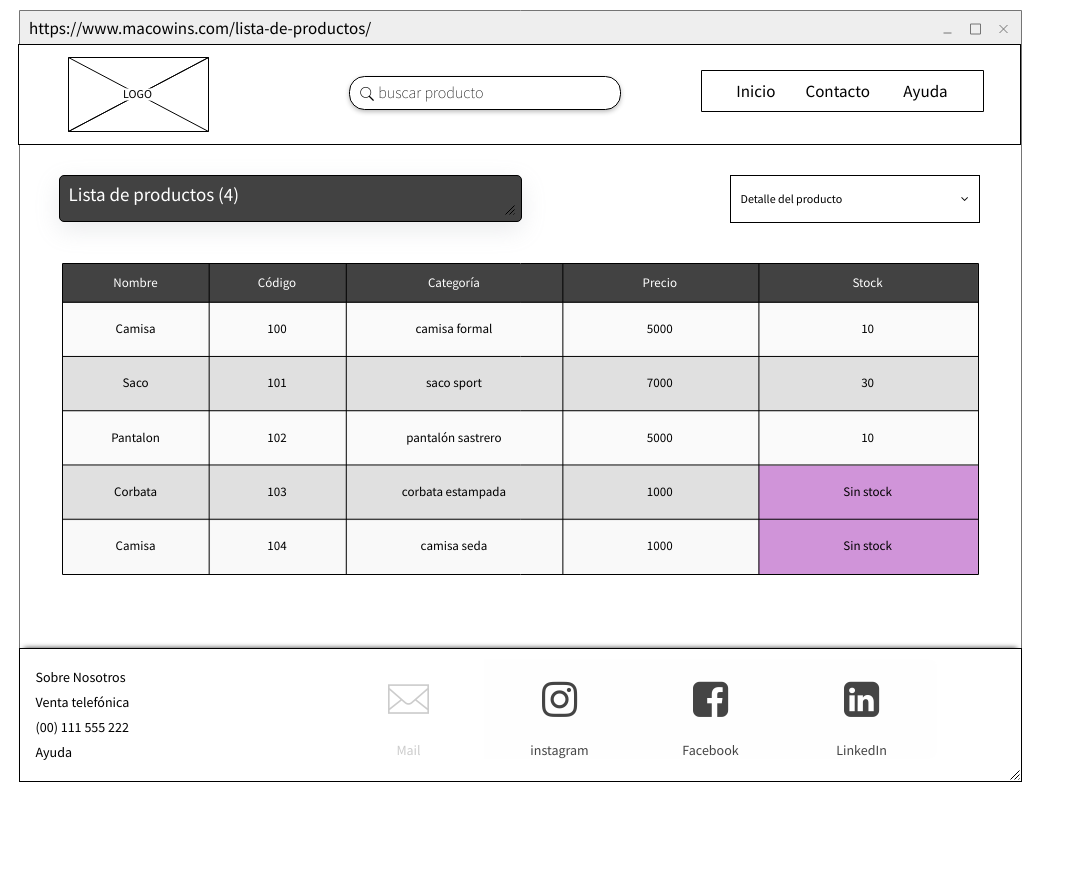 https://www.macowins.com/lista-de-productos/
LOGO
buscar producto
Inicio Contacto Ayuda
Lista de productos (4)
Detalle del producto
Nombre Código Categoría Precio Stock
Camisa 100 camisa formal 5000 10
Saco 101 saco sport 7000 30
Pantalon 102 pantalón sastrero 5000 10
Corbata 103 corbata estampada 1000 Sin stock
Camisa 104 camisa seda 1000 Sin stock
Sobre Nosotros
Venta telefónica
(00) 111 555 222
Ayuda
Mail instagram Facebook LinkedIn